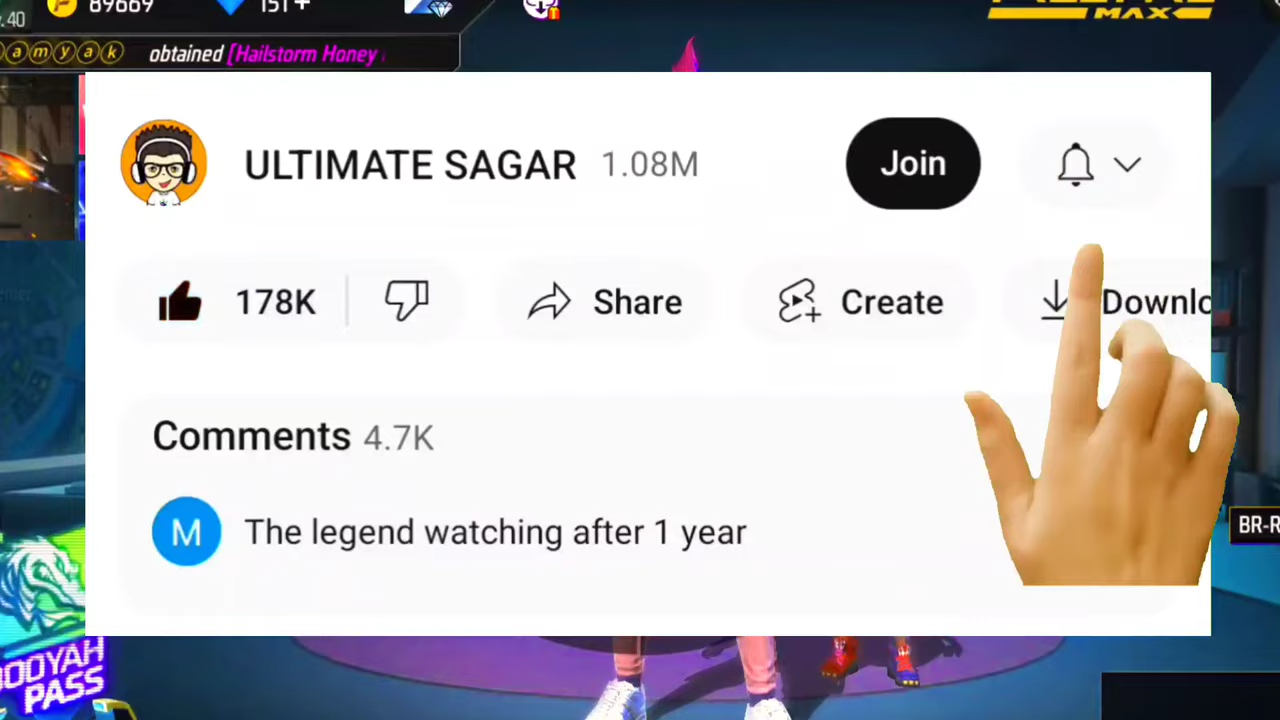 .40 89669 151+
MAX
amyak obtained [Hailstorm Honey
ULTIMATE SAGAR 1.08M Join
178K Share Create Downlo
Comments 4.7K
M The legend watching after 1 year
BR-R
OOYAH
PASS